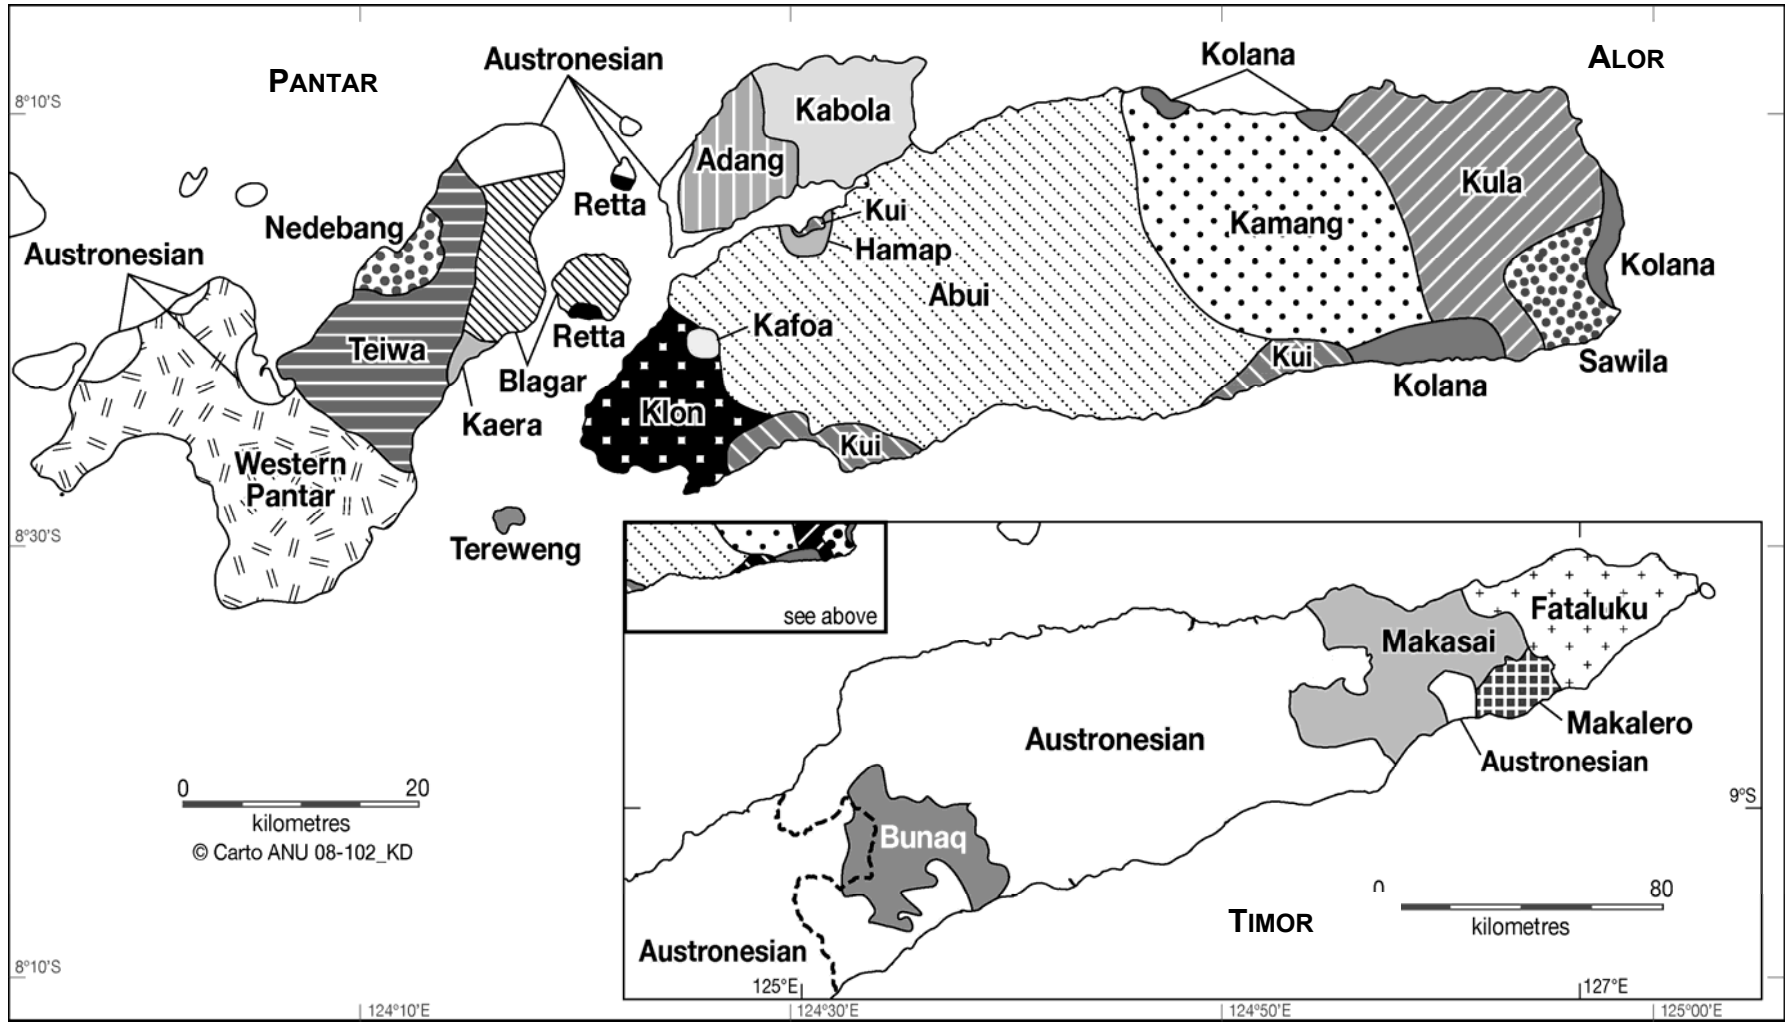 PANTAR
Austronesian
Kolana
ALOR
8°10'S
Kabola
Adang
Retta
Kula
Kui
Nedebang
Kamang
Hamap
Austronesian
Kolana
Abui
Kafoa
Retta
Teiwa
Kui
Sawila
Blagar
Kolana
Klon
Kaera
Kui
Western
Pantar
8°30'S
Tereweng
see above
Fataluku
Makasai
Makalero
Austronesian
Austronesian
0 20
kilometres
© Carto ANU 08-102_KD
9°S
Bunaq
80
kilometres
TIMOR
Austronesian
125°E
127°E
8°10'S
124°10'E
124°30'E
124°50'E
125°00'E